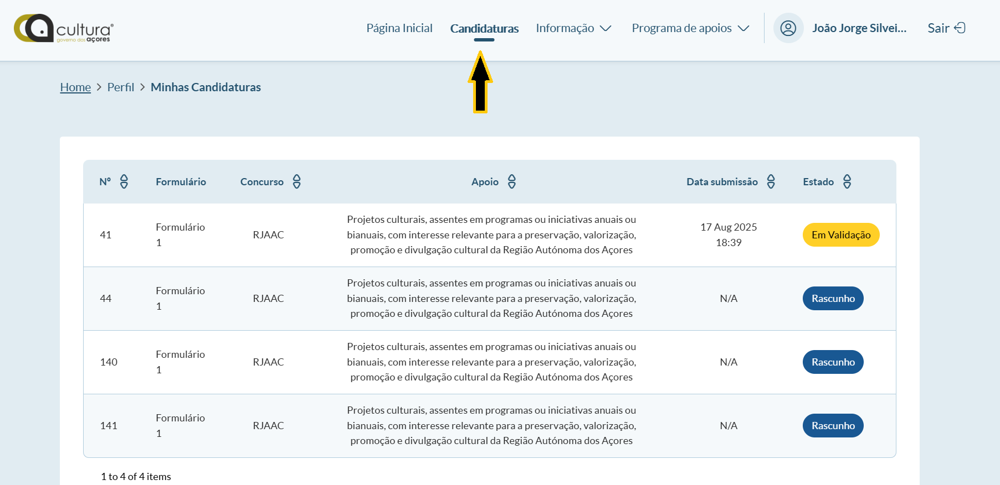 cultura®
governo dos açores
Página Inicial
Candidaturas
Informação
Programa de apoios
João Jorge Silvei...
Sair
Home > Perfil > Minhas Candidaturas
Nº Formulário Concurso Apoio Data submissão Estado
41
Formulário
1
RJAAC
Projetos culturais, assentes em programas ou iniciativas anuais ou
bianuais, com interesse relevante para a preservação, valorização,
promoção e divulgação cultural da Região Autónoma dos Açores
17 Aug 2025
18:39
Em Validação
44
Formulário
1
RJAAC
Projetos culturais, assentes em programas ou iniciativas anuais ou
bianuais, com interesse relevante para a preservação, valorização,
promoção e divulgação cultural da Região Autónoma dos Açores
N/A
Rascunho
140
Formulário
1
RJAAC
Projetos culturais, assentes em programas ou iniciativas anuais ou
bianuais, com interesse relevante para a preservação, valorização,
promoção e divulgação cultural da Região Autónoma dos Açores
N/A
Rascunho
141
Formulário
1
RJAAC
Projetos culturais, assentes em programas ou iniciativas anuais ou
bianuais, com interesse relevante para a preservação, valorização,
promoção e divulgação cultural da Região Autónoma dos Açores
N/A
Rascunho
1 to 4 of 4 items